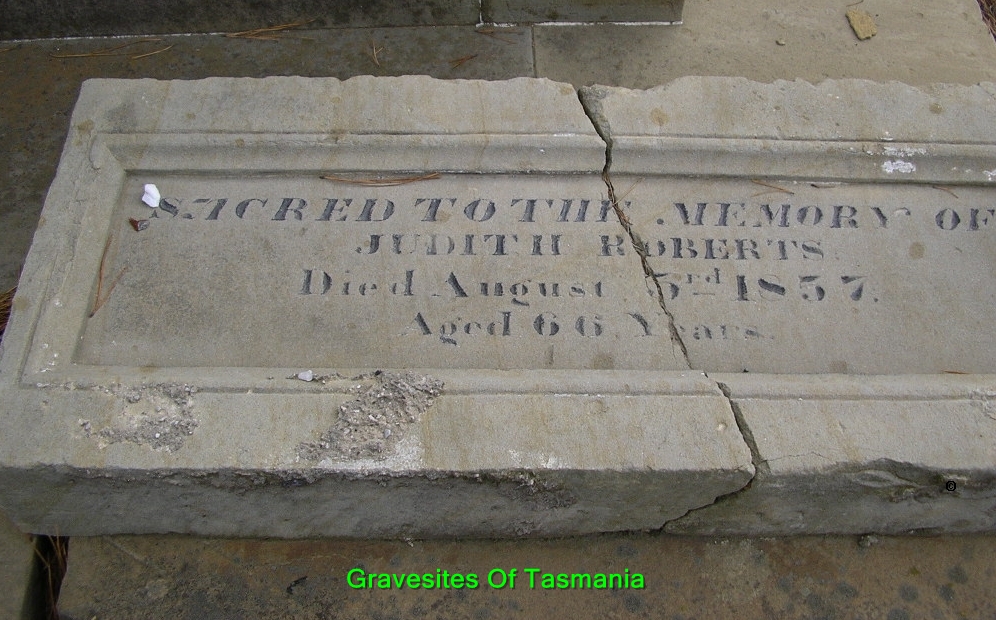 SACRED TO THE MEMORY OF
JUDITH ROBERTS
Died August 3rd 1857.
Aged 66 Years.
Gravesites Of Tasmania